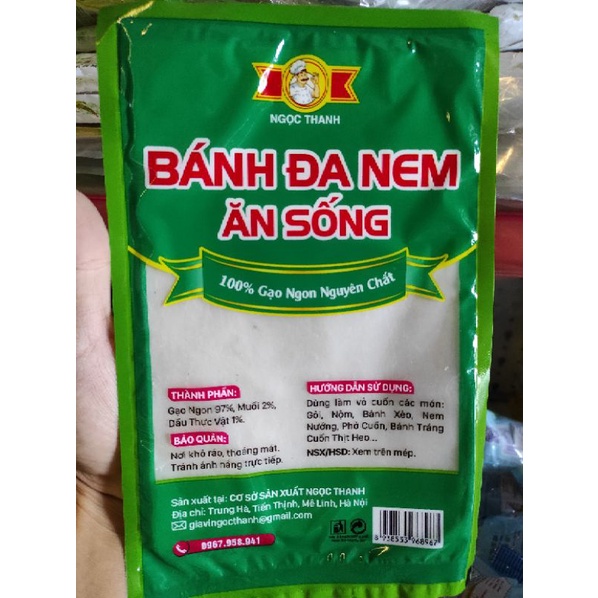 NGỌC THANH
BÁNH ĐA NEM
ĂN SỐNG
100% Gạo Ngon Nguyên Chất
THÀNH PHẦN:
Gạo Ngon 97%, Muối 2%,
Dầu Thực Vật 1%.
BẢO QUẢN:
Nơi khô ráo, thoáng mát.
Tránh ánh nắng trực tiếp.
HƯỚNG DẪN SỬ DỤNG:
Dùng làm vỏ cuốn các món:
Gỏi, Nộm, Bánh Xèo, Nem
Nướng, Phở Cuốn, Bánh Tráng
Cuốn Thịt Heo...
NSX/HSD: Xem trên mép.
Sản xuất tại: CƠ SỞ SẢN XUẤT NGỌC THANH
Địa chỉ: Trung Hà, Tiến Thịnh, Mê Linh, Hà Nội
giavingocthanh@gmail.com
0967.958.041
8 938533 968967